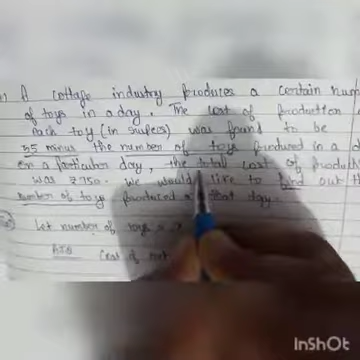 A cottage industry produces a certain num
of toys in a day. The cost of production
each toy (in rupees) was found to be
55 minus the number of toys produced in a d
on a particular day, the total cost of product
was ₹750. We would like to find out th
number of toys produced on that day.
Let number of toys =
Cost of
InShot